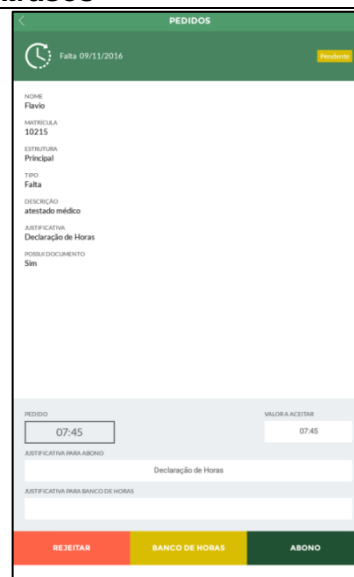 PEDIDOS
Falta 09/11/2016
Pendente
NOME
Flavio
MATRÍCULA
10215
ESTRUTURA
Principal
TIPO
Falta
DESCRIÇÃO
atestado médico
JUSTIFICATIVA
Declaração de Horas
POSSUI DOCUMENTO
Sim
PEDIDO
VALOR A ACEITAR
07:45
07:45
JUSTIFICATIVA PARA ABONO
Declaração de Horas
JUSTIFICATIVA PARA BANCO DE HORAS
REJEITAR
BANCO DE HORAS
ABONO